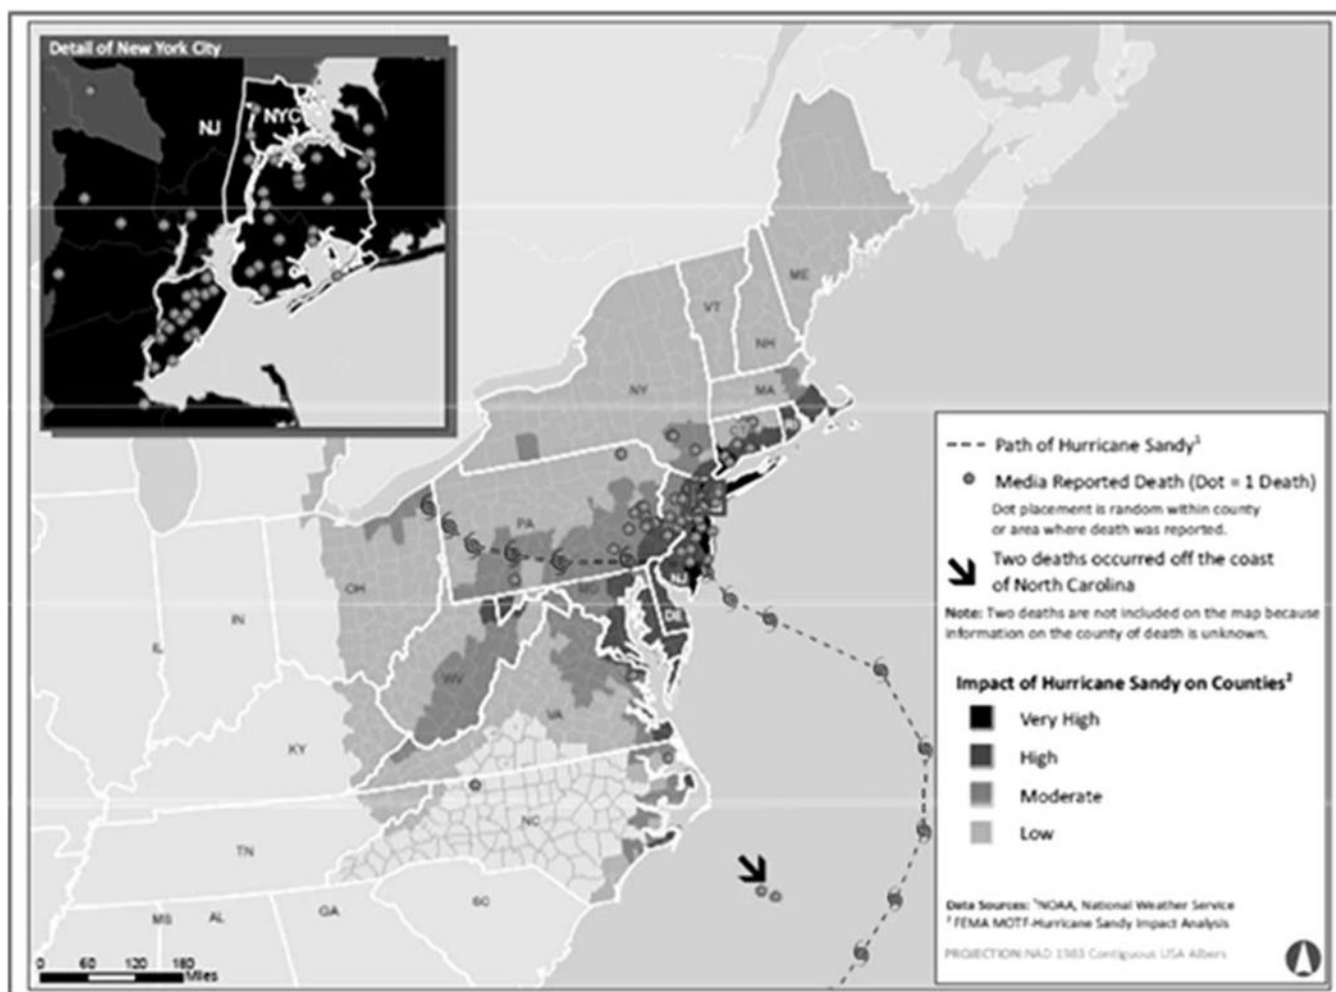 Detail of New York City
NJ
NYC
ME
VT
NH
NY
MA
PA
OH
NJ
MD
DE
IN
IL
WV
VA
KY
NC
TN
MS
AL
GA
0 60 120 180
Miles
Path of Hurricane Sandy¹
Media Reported Death (Dot = 1 Death)
Dot placement is random within county
or area where death was reported.
Two deaths occurred off the coast
of North Carolina
Note: Two deaths are not included on the map because
information on the county of death is unknown.
Impact of Hurricane Sandy on Counties²
Very High
High
Moderate
Low
Data Sources: ¹NOAA, National Weather Service
² FEMA MOTF-Hurricane Sandy Impact Analysis
PROJECTION:NAD 1983 Contiguous USA Albers